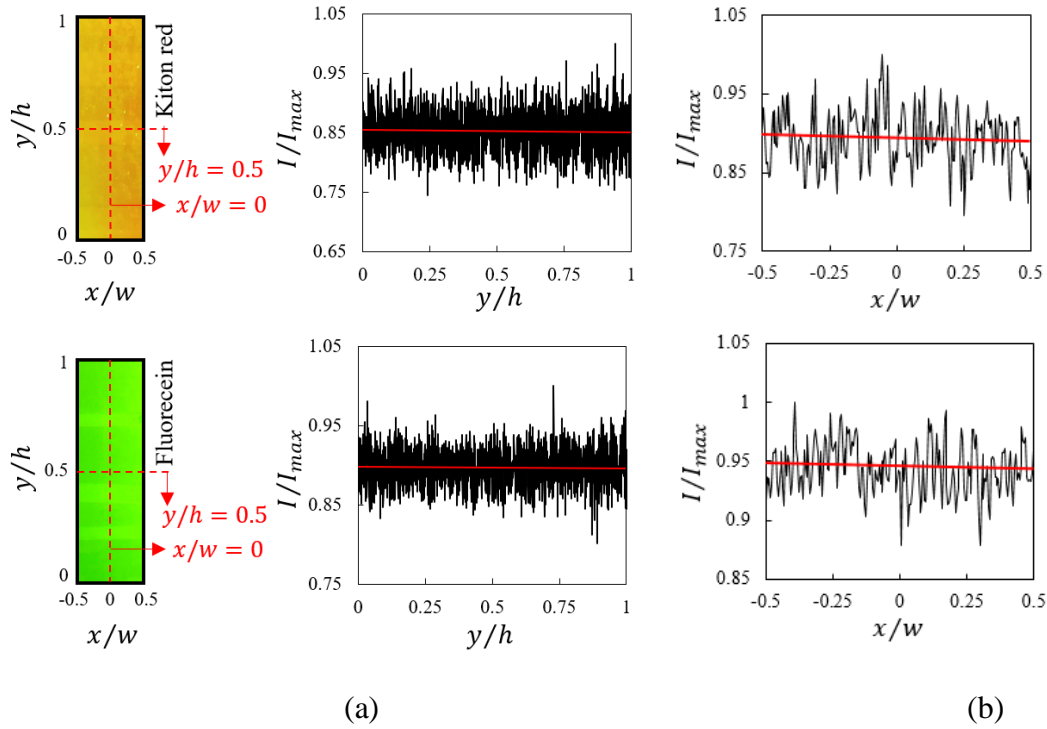 1
0.5
0
y/h
-0.5 0 0.5
x/w
Kiton red
y/h = 0.5
x/w = 0
1.05
0.95
0.85
0.75
0.65
I/I_max
0 0.25 0.5 0.75 1
y/h
1.05
0.95
0.85
0.75
I/I_max
-0.5 -0.25 0 0.25 0.5
x/w
1
0.5
0
y/h
-0.5 0 0.5
x/w
Fluorecein
y/h = 0.5
x/w = 0
1.05
0.95
0.85
0.75
I/I_max
0 0.25 0.5 0.75 1
y/h
1.05
1
0.95
0.9
0.85
I/I_max
-0.5 -0.25 0 0.25 0.5
x/w
(a) (b)